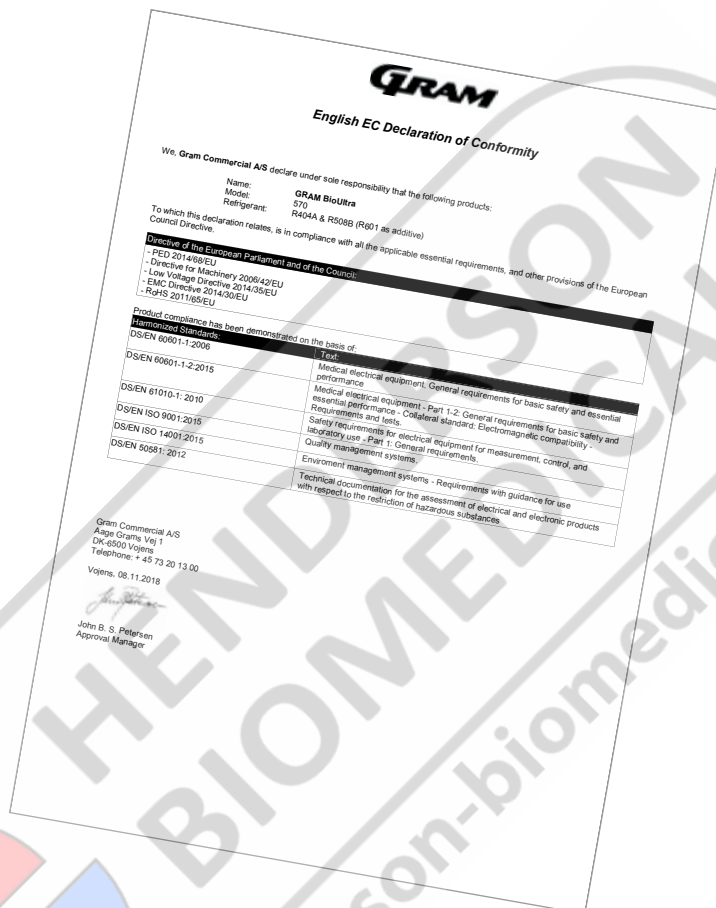 GRAM
English EC Declaration of Conformity
We, Gram Commercial A/S declare under sole responsibility that the following products:
Name: GRAM BioUltra
Model: 570
Refrigerant: R404A & R508B (R601 as additive)
To which this declaration relates, is in compliance with all the applicable essential requirements, and other provisions of the European
Council Directive.
Directive of the European Parliament and of the Council:
- PED 2014/68/EU
- Directive for Machinery 2006/42/EU
- Low Voltage Directive 2014/35/EU
- EMC Directive 2014/30/EU
- RoHS 2011/65/EU
Product compliance has been demonstrated on the basis of:
Harmonized Standards: Text:
DS/EN 60601-1:2006 Medical electrical equipment, General requirements for basic safety and essential
performance
DS/EN 60601-1-2:2015 Medical electrical equipment - Part 1-2: General requirements for basic safety and
essential performance - Collateral standard: Electromagnetic compatibility -
Requirements and tests.
DS/EN 61010-1: 2010 Safety requirements for electrical equipment for measurement, control, and
laboratory use - Part 1: General requirements.
DS/EN ISO 9001:2015 Quality management systems
DS/EN ISO 14001:2015 Enviroment management systems - Requirements with guidance for use
DS/EN 50581: 2012 Technical documentation for the assessment of electrical and electronic products
with respect to the restriction of hazardous substances
Gram Commercial A/S
Aage Grams Vej 1
DK-6500 Vojens
Telephone: + 45 73 20 13 00
Vojens, 08.11.2018
John B. S. Petersen
Approval Manager
HENDERSON
BIOMEDICAL
son-biomedic